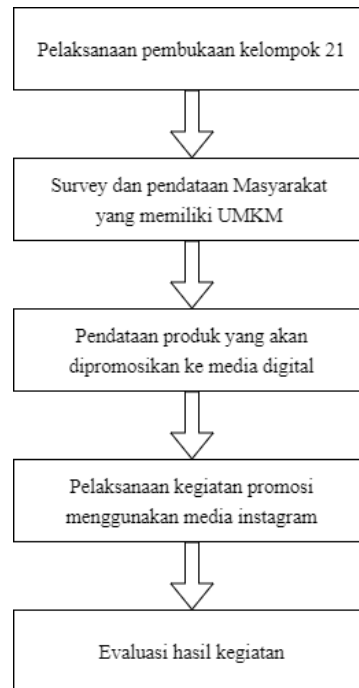 Pelaksanaan pembukaan kelompok 21
Survey dan pendataan Masyarakat
yang memiliki UMKM
Pendataan produk yang akan
dipromosikan ke media digital
Pelaksanaan kegiatan promosi
menggunakan media instagram
Evaluasi hasil kegiatan